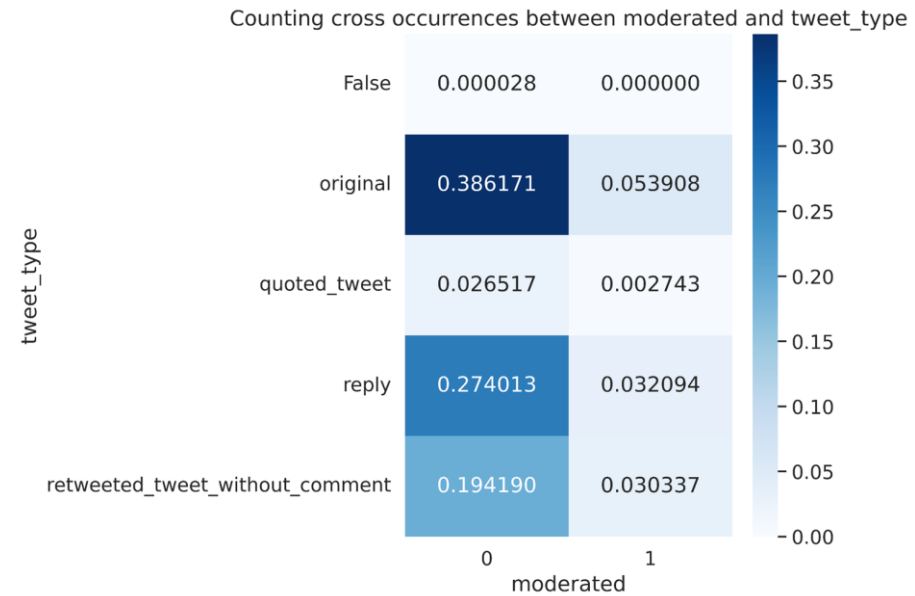 Counting cross occurrences between moderated and tweet_type
False 0.000028 0.000000
original 0.386171 0.053908
quoted_tweet 0.026517 0.002743
reply 0.274013 0.032094
retweeted_tweet_without_comment 0.194190 0.030337
0 1
moderated
tweet_type
0.35
0.30
0.25
0.20
0.15
0.10
0.05
0.00